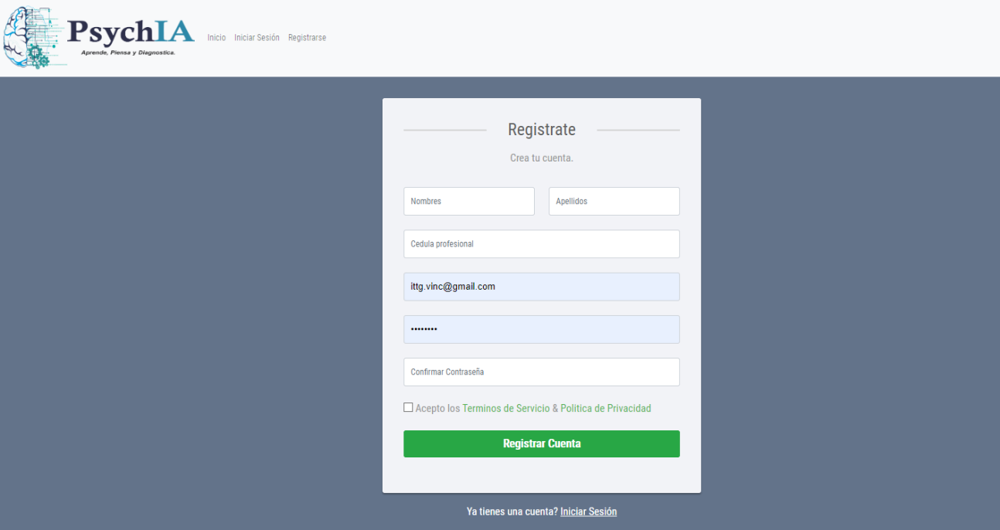 PsychIA
Aprende, Piensa y Diagnostica.
Inicio Iniciar Sesión Registrarse
Registrate
Crea tu cuenta.
Nombres Apellidos
Cedula profesional
ittg.vinc@gmail.com
••••••••
Confirmar Contraseña
Acepto los Terminos de Servicio & Politica de Privacidad
Registrar Cuenta
Ya tienes una cuenta? Iniciar Sesión